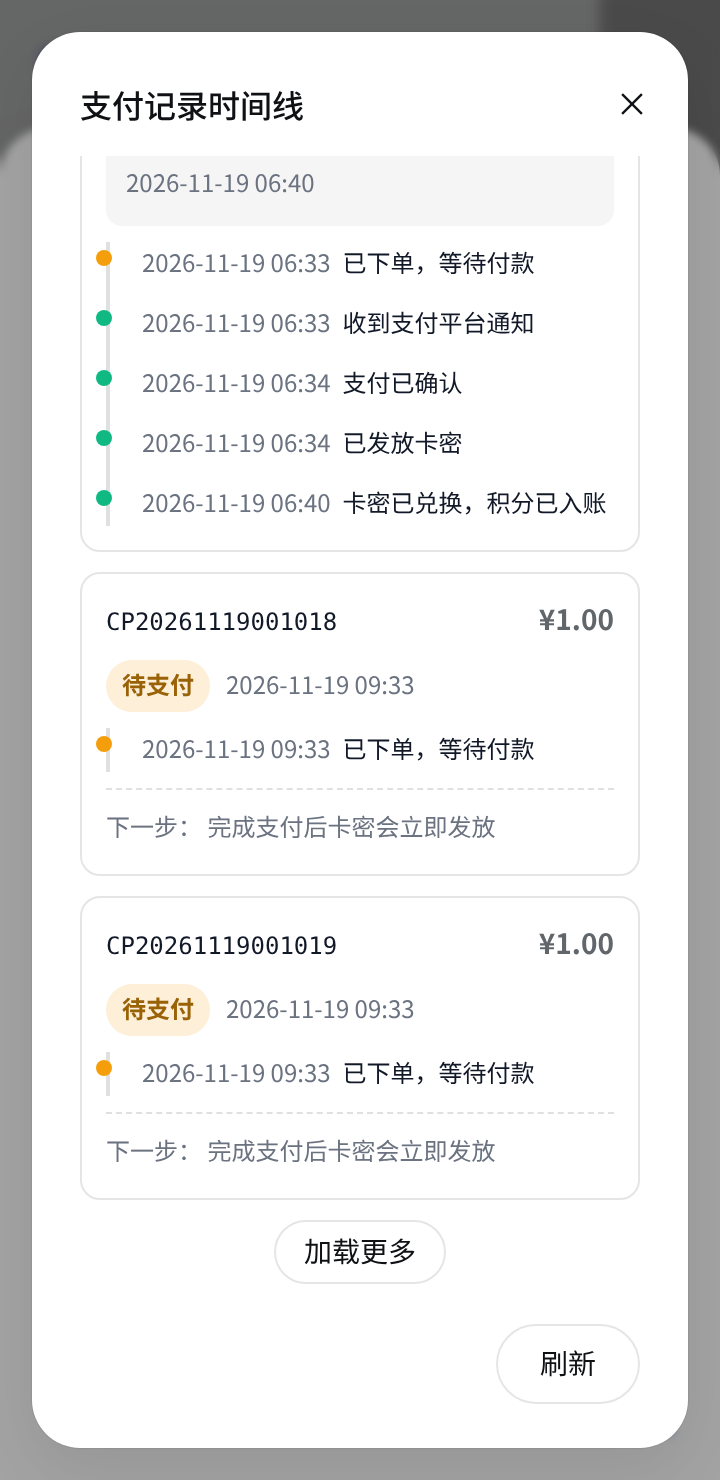 支付记录时间线
2026-11-19 06:40
2026-11-19 06:33 已下单，等待付款
2026-11-19 06:33 收到支付平台通知
2026-11-19 06:34 支付已确认
2026-11-19 06:34 已发放卡密
2026-11-19 06:40 卡密已兑换，积分已入账
CP20261119001018 ¥1.00
待支付 2026-11-19 09:33
2026-11-19 09:33 已下单，等待付款
下一步： 完成支付后卡密会立即发放
CP20261119001019 ¥1.00
待支付 2026-11-19 09:33
2026-11-19 09:33 已下单，等待付款
下一步： 完成支付后卡密会立即发放
加载更多
刷新